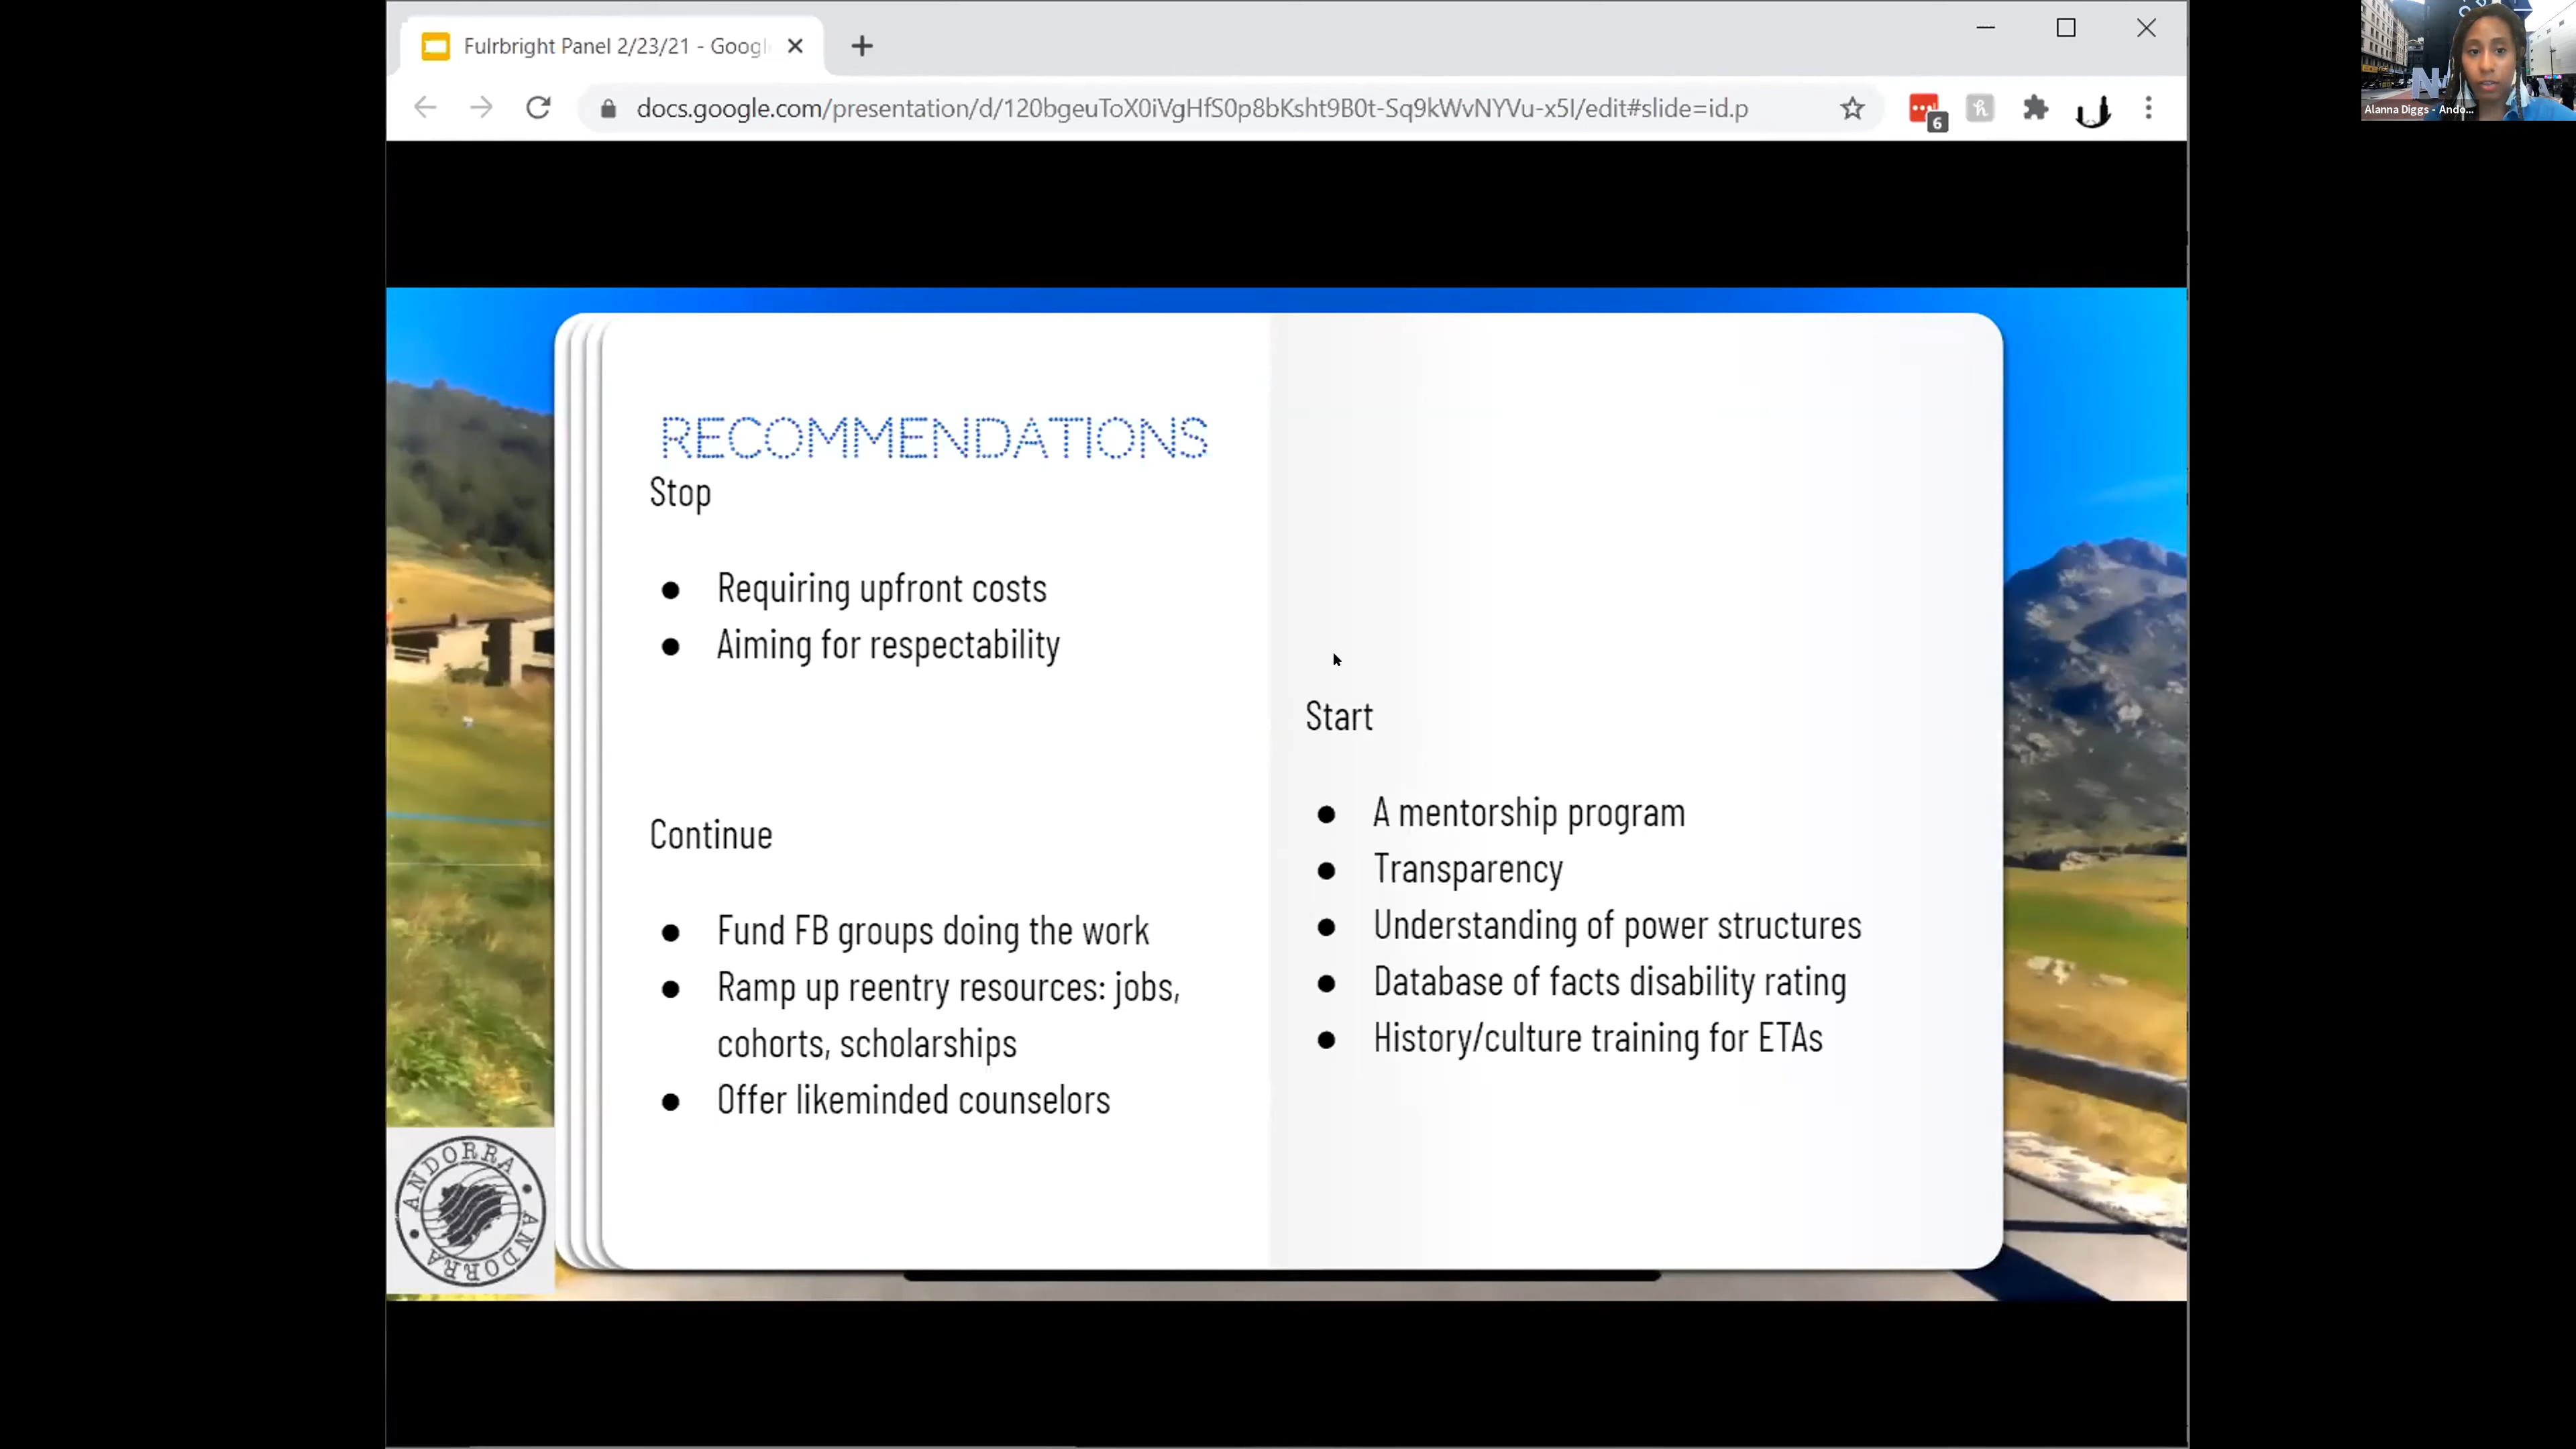 Fulrbright Panel 2/23/21 - Googl
docs.google.com/presentation/d/120bgeuToX0iVgHfS0p8bKsht9B0t-Sq9kWvNYVu-x5I/edit#slide=id.p
6
Alanna Diggs - Ando...
RECOMMENDATIONS
Stop
● Requiring upfront costs
● Aiming for respectability
Continue
● Fund FB groups doing the work
● Ramp up reentry resources: jobs,
cohorts, scholarships
● Offer likeminded counselors
Start
● A mentorship program
● Transparency
● Understanding of power structures
● Database of facts disability rating
● History/culture training for ETAs
ANDORRA
ANDORRA